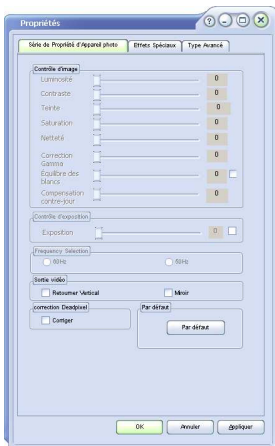 Propriétés
Série de Propriété d'Appareil photo
Effets Spéciaux
Type Avancé
Contrôle d'image
Luminosité
0
Contraste
0
Teinte
0
Saturation
0
Netteté
0
Correction Gamma
0
Équilibre des blancs
0
Compensation contre-jour
0
Contrôle d'exposition
Exposition
0
Frequency Selection
60Hz
50Hz
Sortie vidéo
Retourner Vertical
Miroir
correction Deadpixel
Corriger
Par défaut
Par défaut
OK
Annuler
Appliquer